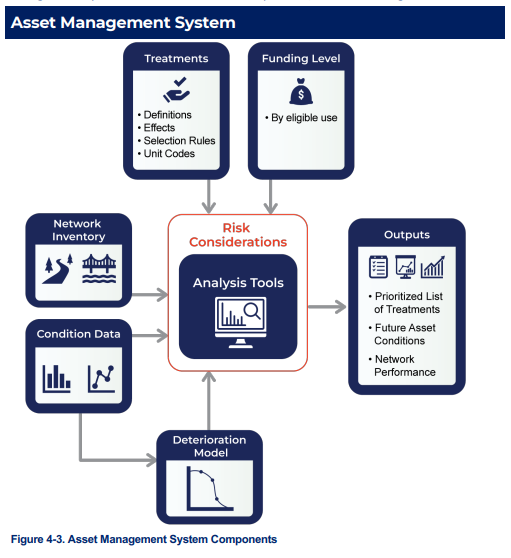 Asset Management System
Treatments
• Definitions
• Effects
• Selection Rules
• Unit Codes
Funding Level
$
• By eligible use
Network
Inventory
Risk
Considerations
Analysis Tools
Outputs
• Prioritized List
of Treatments
• Future Asset
Conditions
• Network
Performance
Condition Data
Deterioration
Model
Figure 4-3. Asset Management System Components